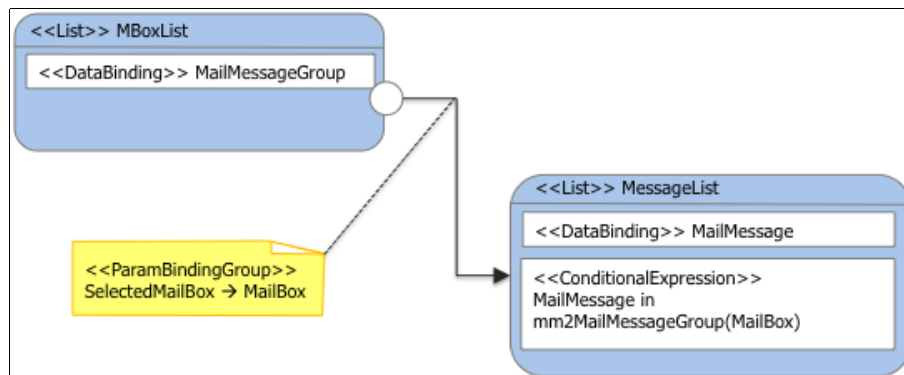 <<List>> MBoxList
<<DataBinding>> MailMessageGroup
<<List>> MessageList
<<DataBinding>> MailMessage
<<ParamBindingGroup>>
SelectedMailBox → MailBox
<<ConditionalExpression>>
MailMessage in
mm2MailMessageGroup(MailBox)